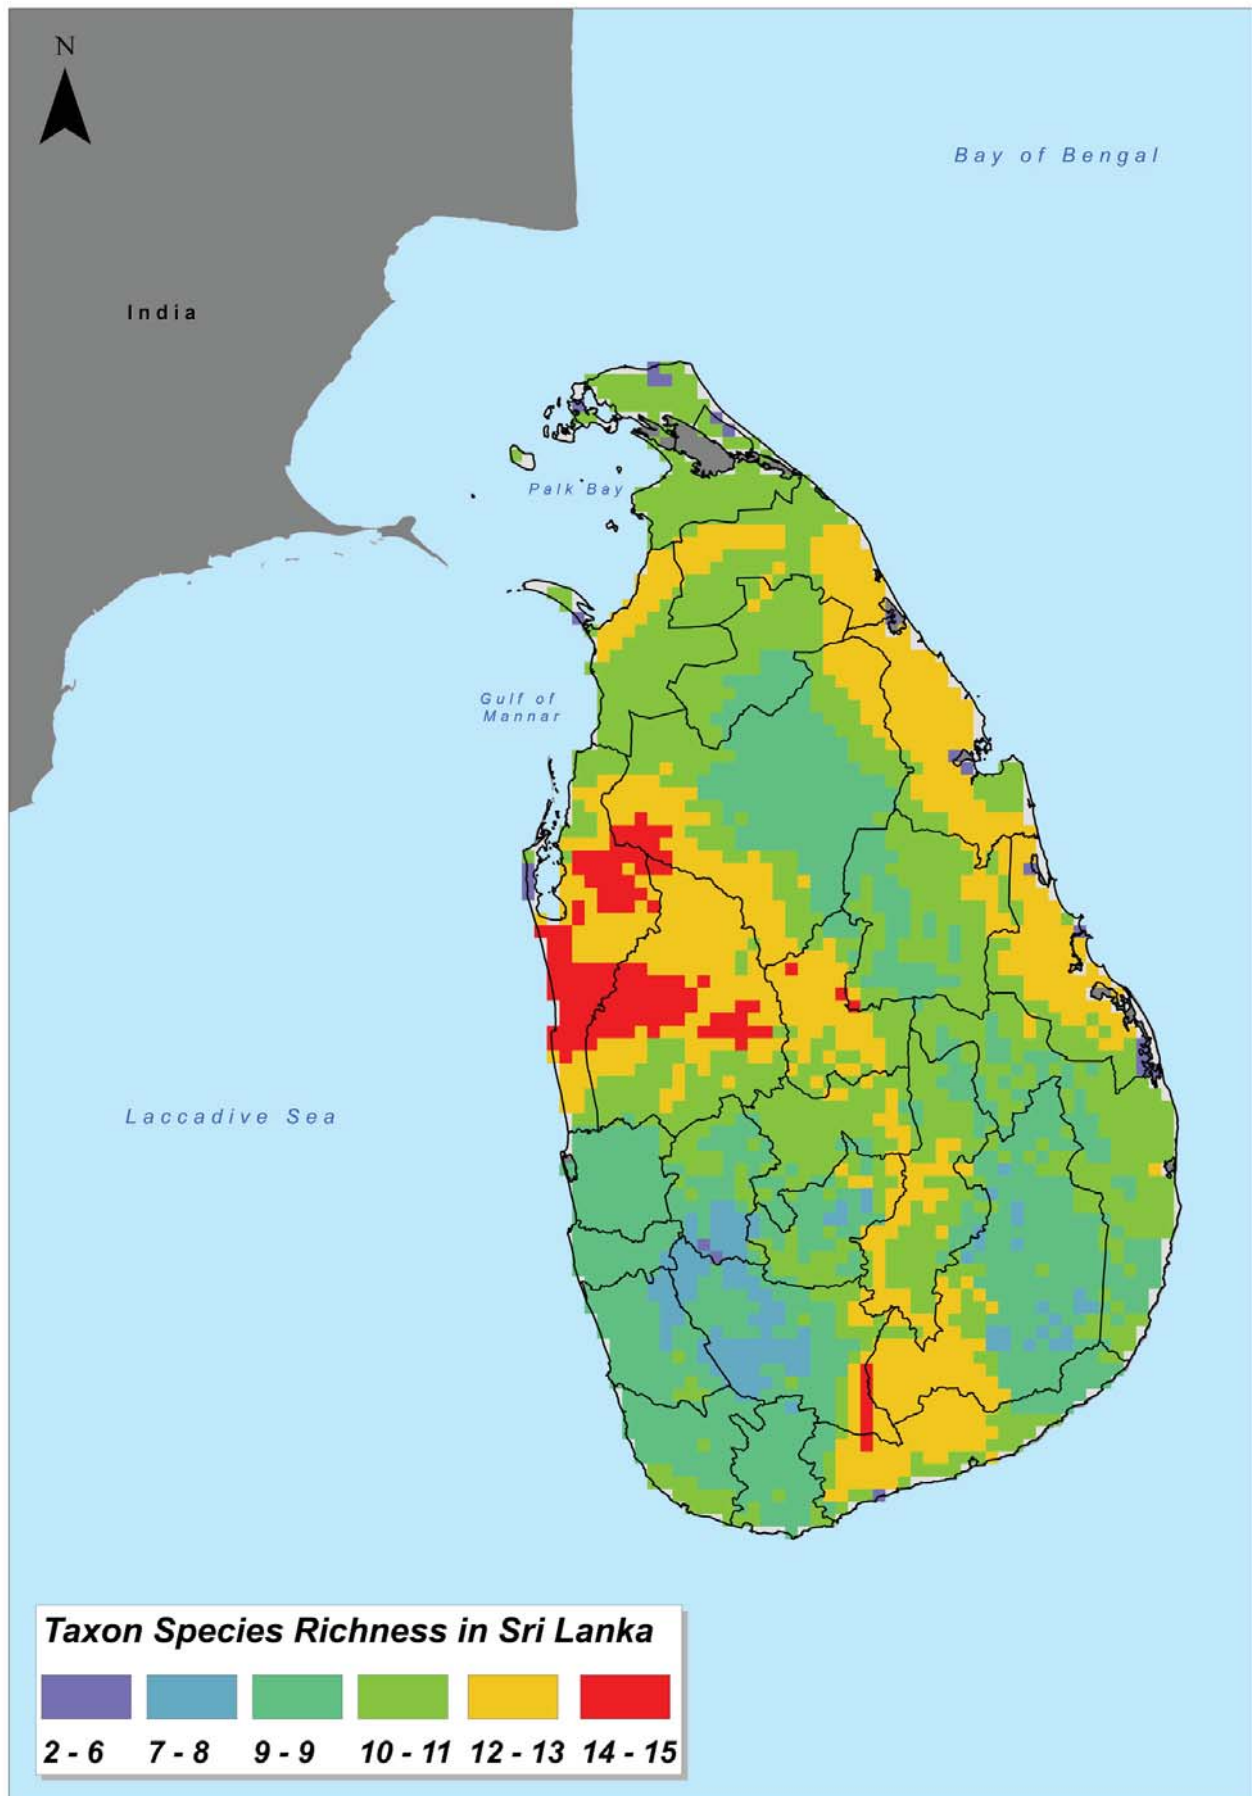 N
Bay of Bengal
India
Palk Bay
Gulf of
Mannar
Laccadive Sea
Taxon Species Richness in Sri Lanka
2 - 6 7 - 8 9 - 9 10 - 11 12 - 13 14 - 15